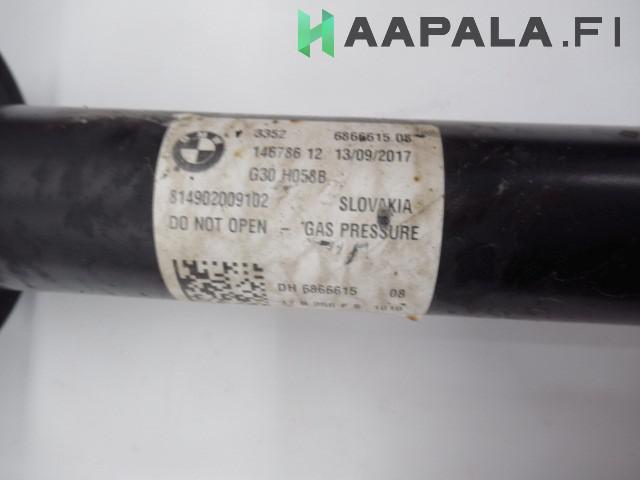 HAAPALA.FI
BMW
3352 6866615 08
146786 12 13/09/2017
G30 H058B
814902009102 SLOVAKIA
DO NOT OPEN - GAS PRESSURE
DH 6866615 08